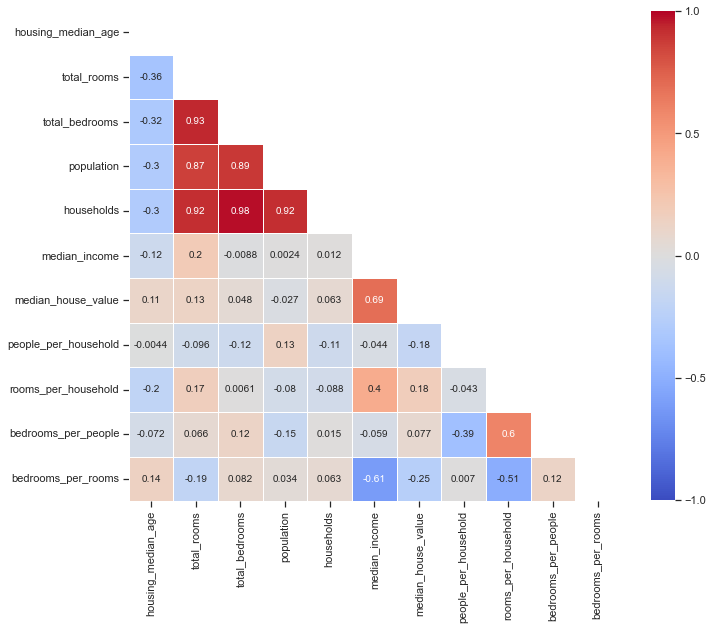 housing_median_age
total_rooms -0.36
total_bedrooms -0.32 0.93
population -0.3 0.87 0.89
households -0.3 0.92 0.98 0.92
median_income -0.12 0.2 -0.0088 0.0024 0.012
median_house_value 0.11 0.13 0.048 -0.027 0.063 0.69
people_per_household -0.0044 -0.096 -0.12 0.13 -0.11 -0.044 -0.18
rooms_per_household -0.2 0.17 0.0061 -0.08 -0.088 0.4 0.18 -0.043
bedrooms_per_people -0.072 0.066 0.12 -0.15 0.015 -0.059 0.077 -0.39 0.6
bedrooms_per_rooms 0.14 -0.19 0.082 0.034 0.063 -0.61 -0.25 0.007 -0.51 0.12
housing_median_age
total_rooms
total_bedrooms
population
households
median_income
median_house_value
people_per_household
rooms_per_household
bedrooms_per_people
bedrooms_per_rooms
1.0
0.5
0.0
−0.5
−1.0